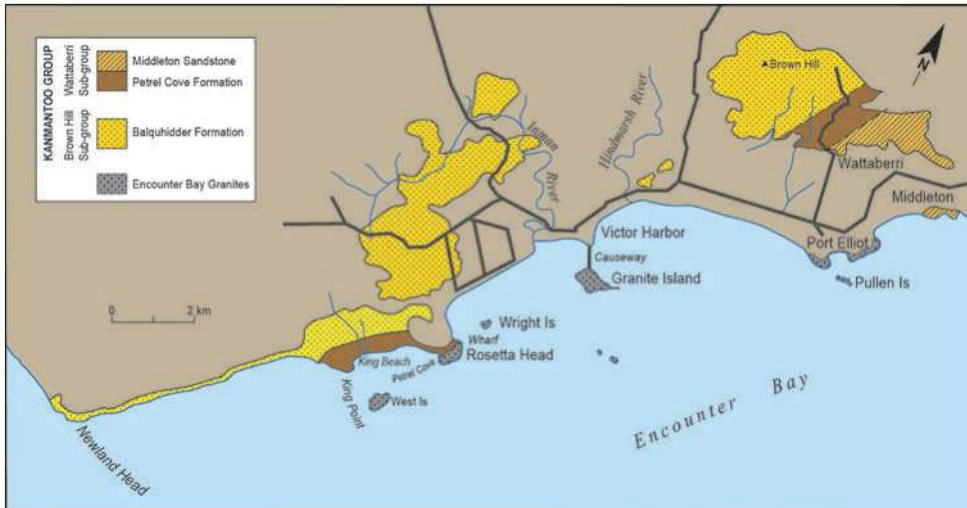 KANMANTOO GROUP
Wattaberri
Sub-group
Middleton Sandstone
Petrel Cove Formation
Brown Hill
Sub-group
Balquhidder Formation
Encounter Bay Granites
N
Brown Hill
Inman
River
Hindmarsh River
Wattaberri
Middleton
Victor Harbor
Port Elliot
Causeway
Granite Island
Pullen Is
0 2 km
Wright Is
Wharf
Rosetta Head
King Beach
Petrel Cove
King Point
West Is
Encounter Bay
Newland Head